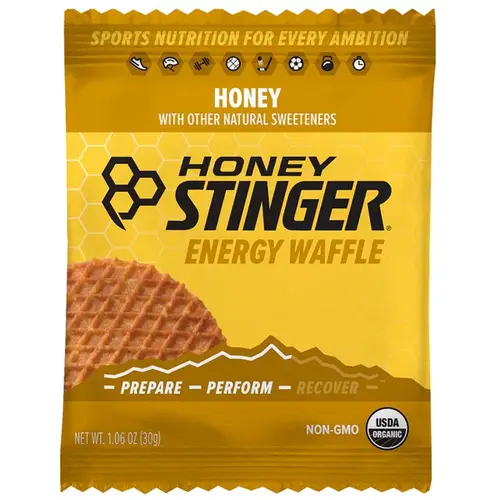 SPORTS NUTRITION FOR EVERY AMBITION
HONEY
WITH OTHER NATURAL SWEETENERS
HONEY
STINGER®
ENERGY WAFFLE
PREPARE — PERFORM — RECOVER
NON-GMO
USDA
ORGANIC
NET WT. 1.06 OZ (30g)